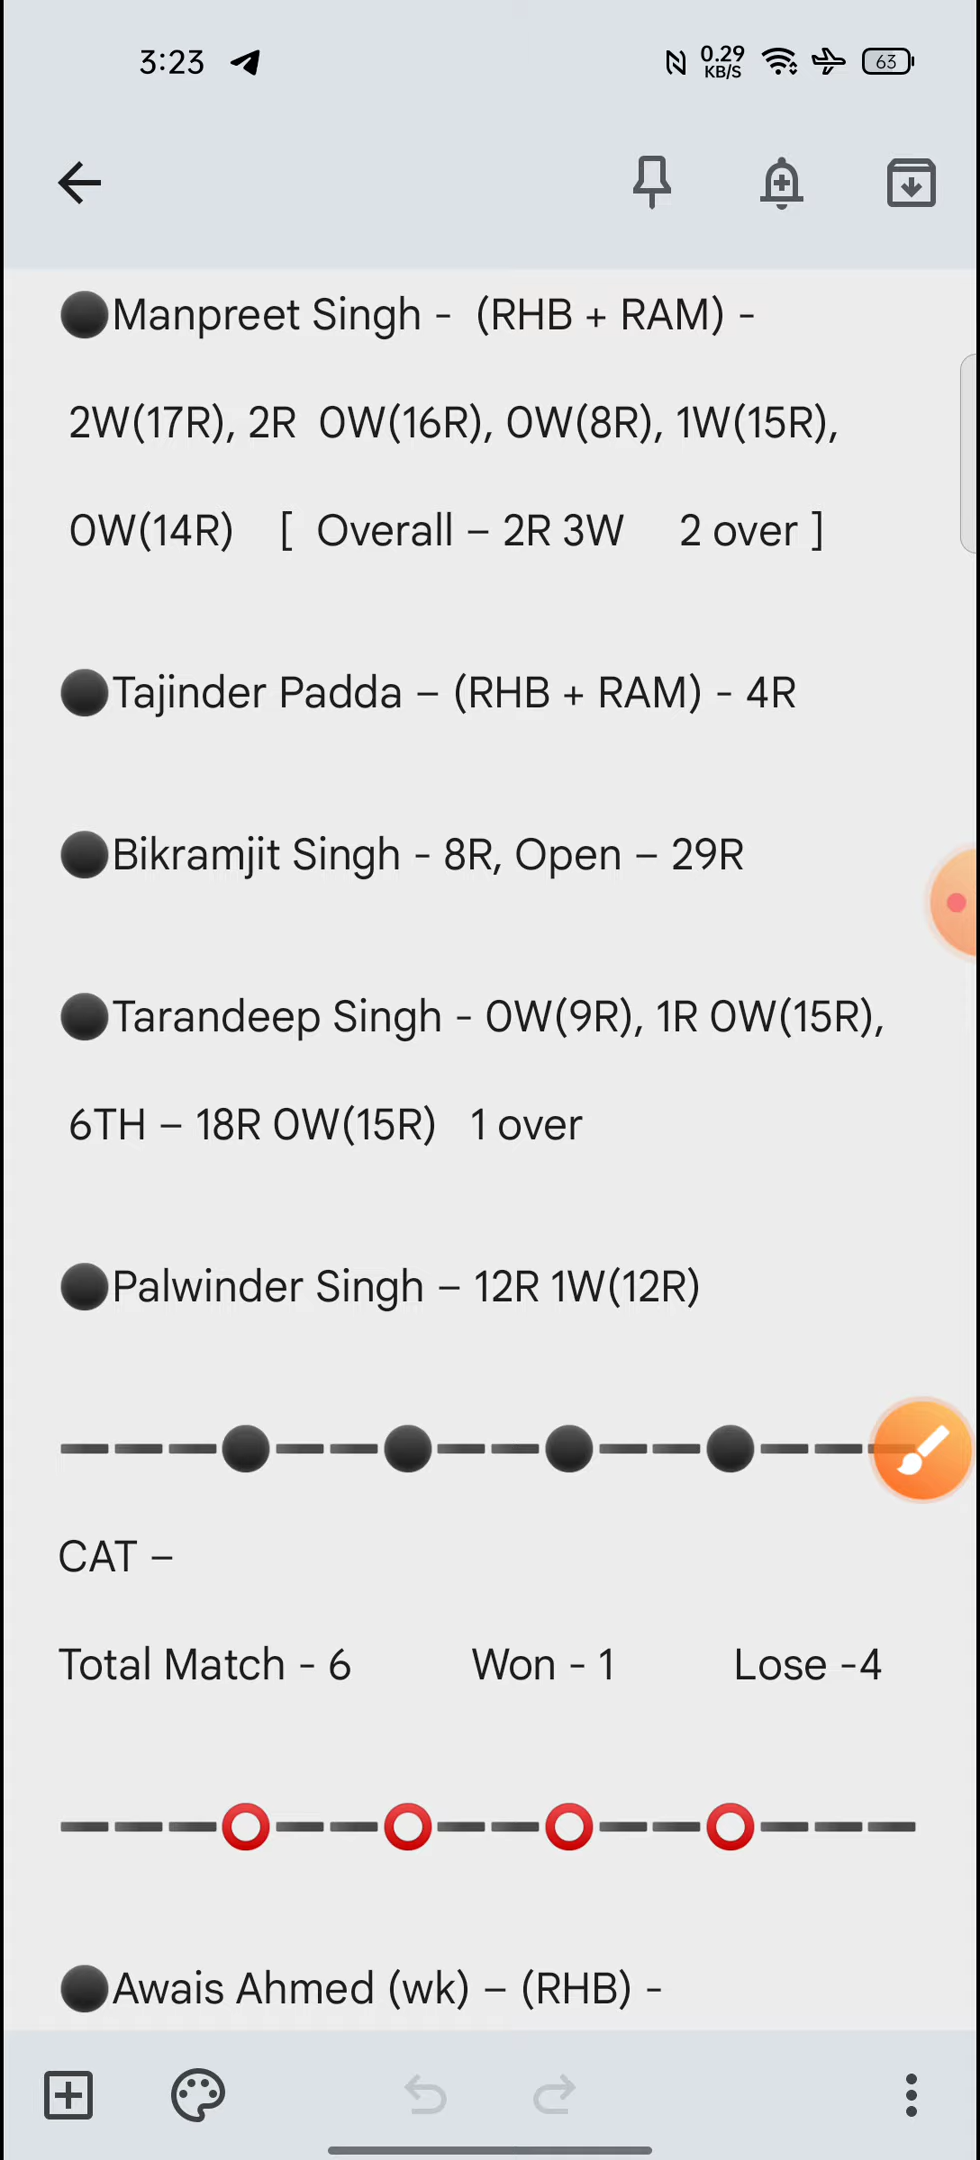 3:23 0.29 KB/S 63
Manpreet Singh - (RHB + RAM) -
2W(17R), 2R 0W(16R), 0W(8R), 1W(15R),
0W(14R) [ Overall – 2R 3W 2 over ]
Tajinder Padda – (RHB + RAM) - 4R
Bikramjit Singh - 8R, Open – 29R
Tarandeep Singh - 0W(9R), 1R 0W(15R),
6TH – 18R 0W(15R) 1 over
Palwinder Singh – 12R 1W(12R)
CAT –
Total Match - 6 Won - 1 Lose -4
Awais Ahmed (wk) – (RHB) -